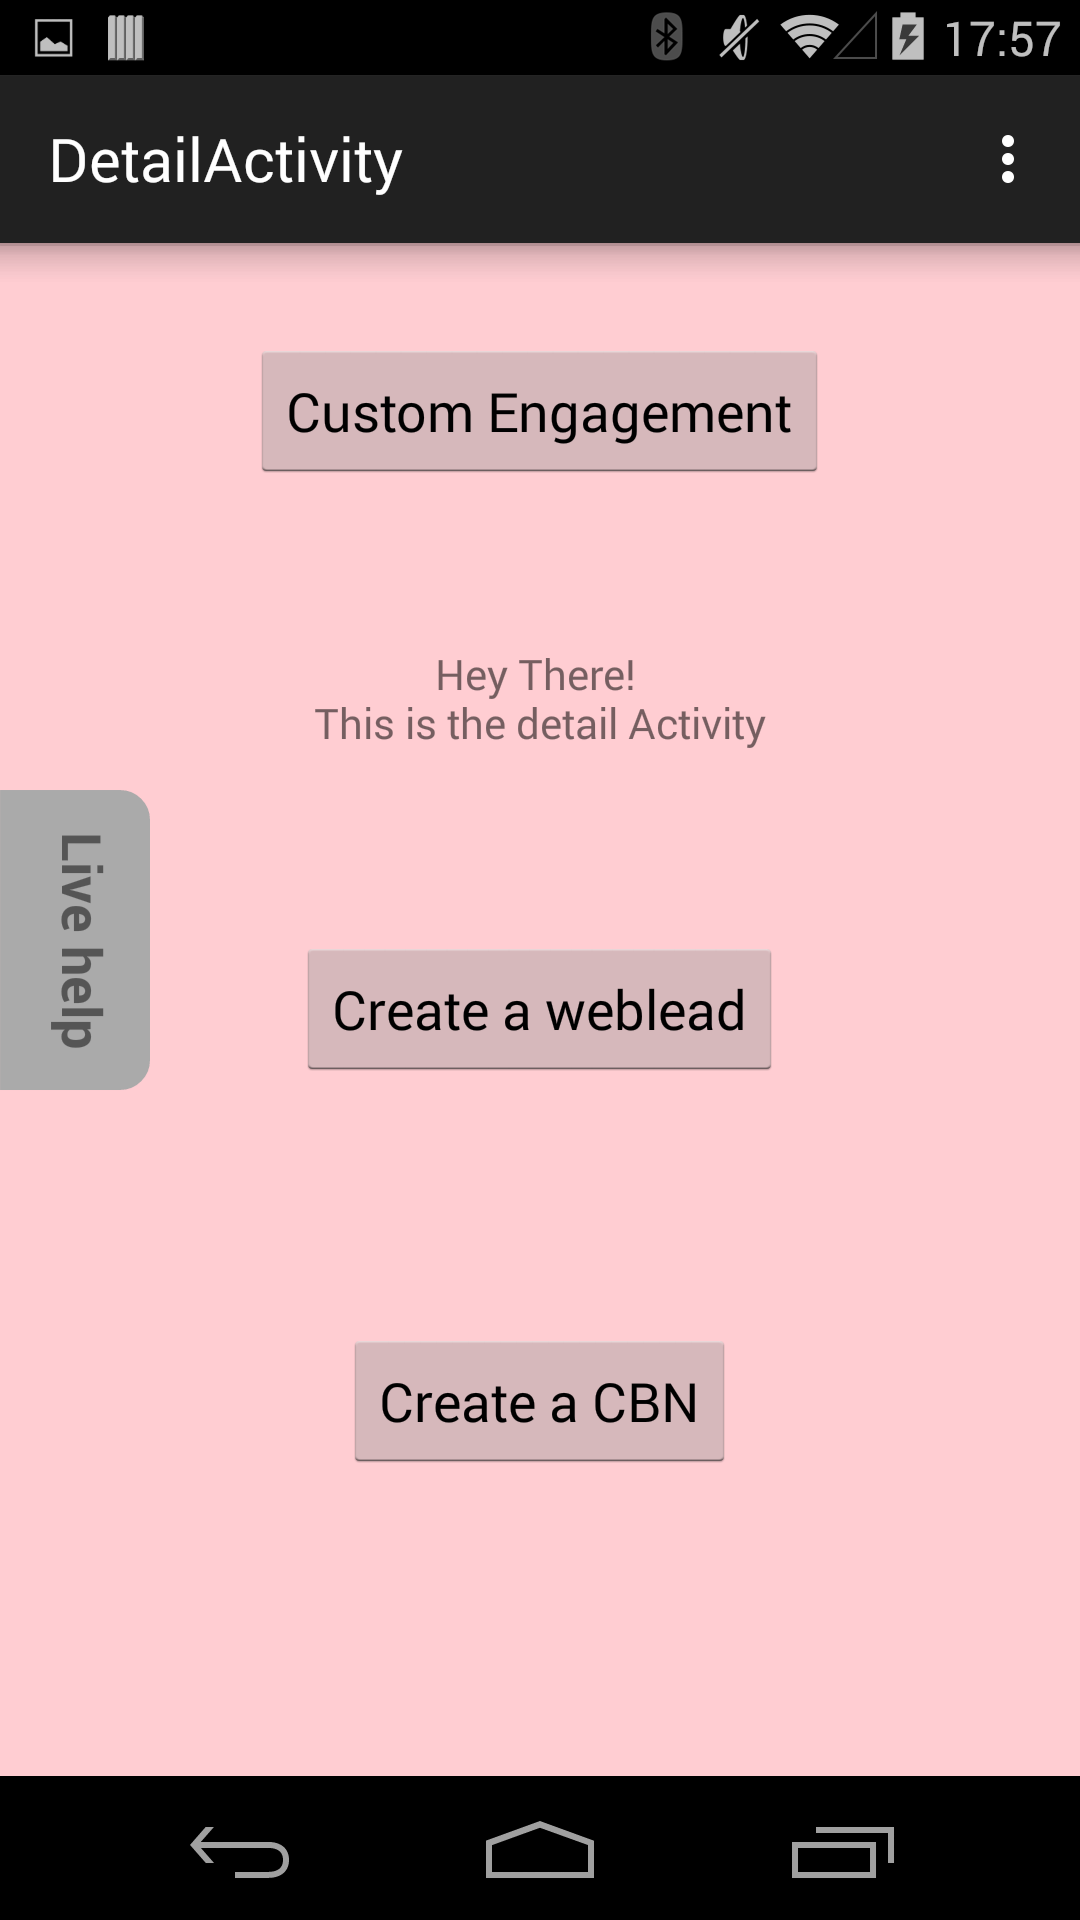 17:57
DetailActivity
Custom Engagement
Hey There!
This is the detail Activity
Live help
Create a weblead
Create a CBN